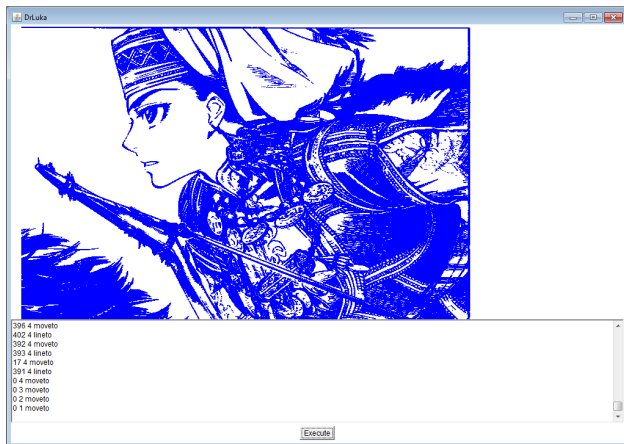 DrLuka
396 4 moveto
402 4 lineto
392 4 moveto
393 4 lineto
17 4 moveto
391 4 lineto
0 4 moveto
0 3 moveto
0 2 moveto
0 1 moveto
Execute